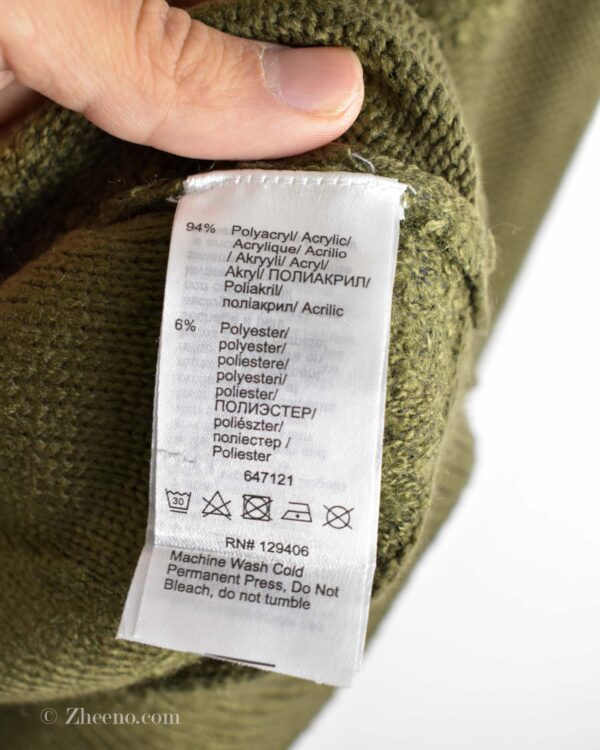 94% Polyacryl/ Acrylic/
Acrylique/ Acrilio
/ Akryyli/ Acryl/
Akryl/ ПОЛИАКРИЛ/
Poliakril/
поліакрил/ Acrilic
6% Polyester/
polyester/
poliestere/
polyesteri/
poliester/
ПОЛИЭСТЕР/
poliészter/
поліестер /
Poliester
647121
30
RN# 129406
Machine Wash Cold
Permanent Press, Do Not
Bleach, do not tumble
© Zheeno.com